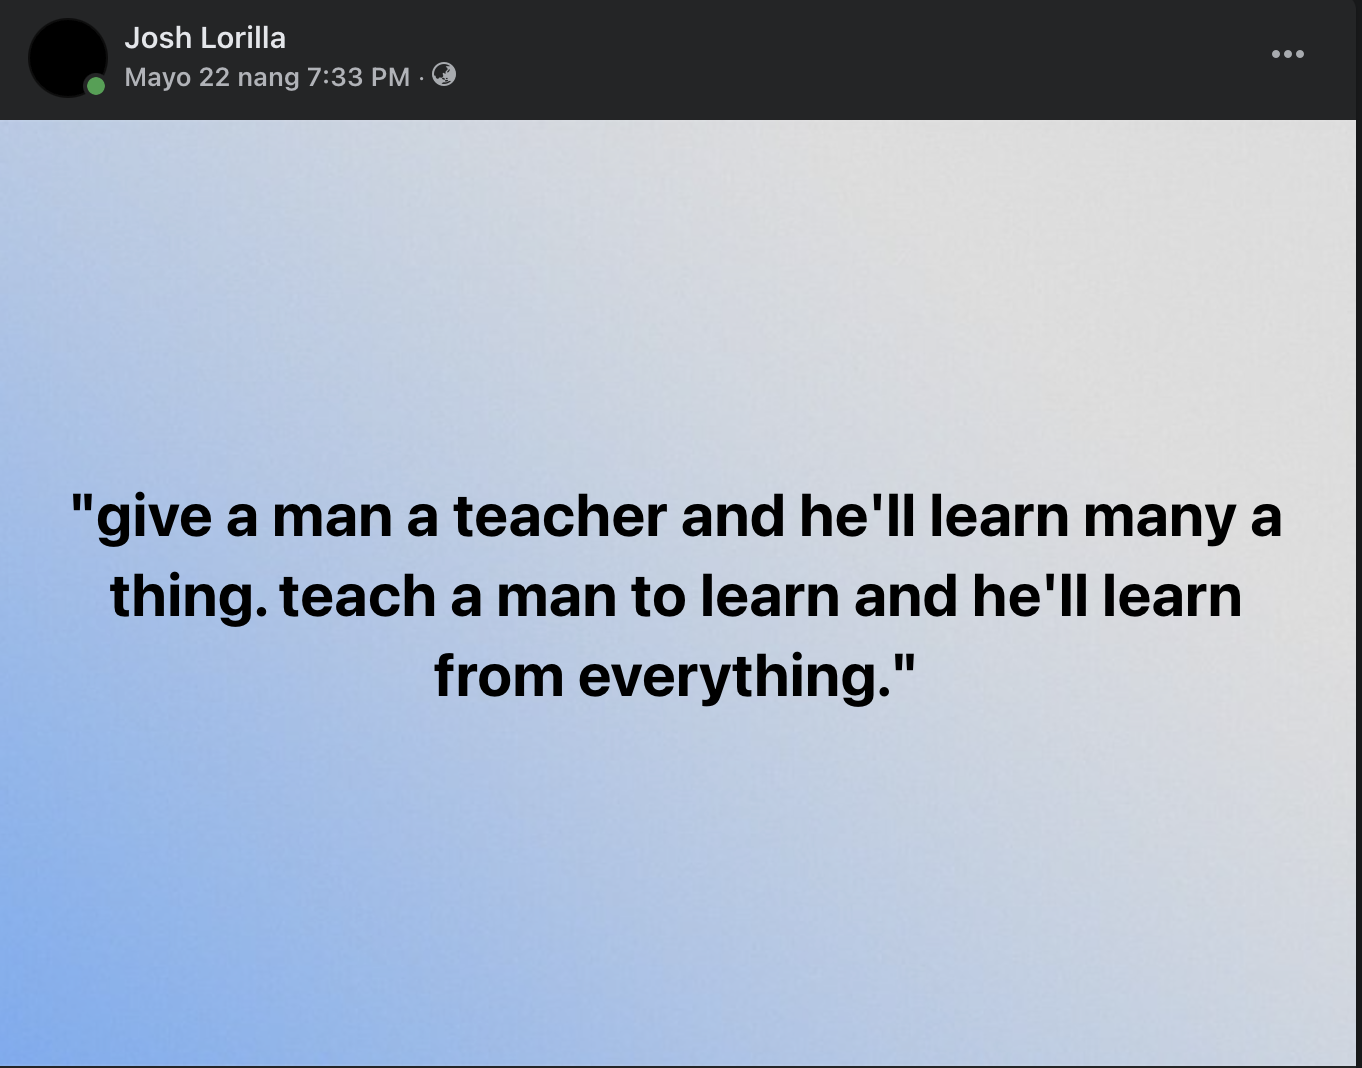 Josh Lorilla
Mayo 22 nang 7:33 PM ·
"give a man a teacher and he'll learn many a
thing. teach a man to learn and he'll learn
from everything."